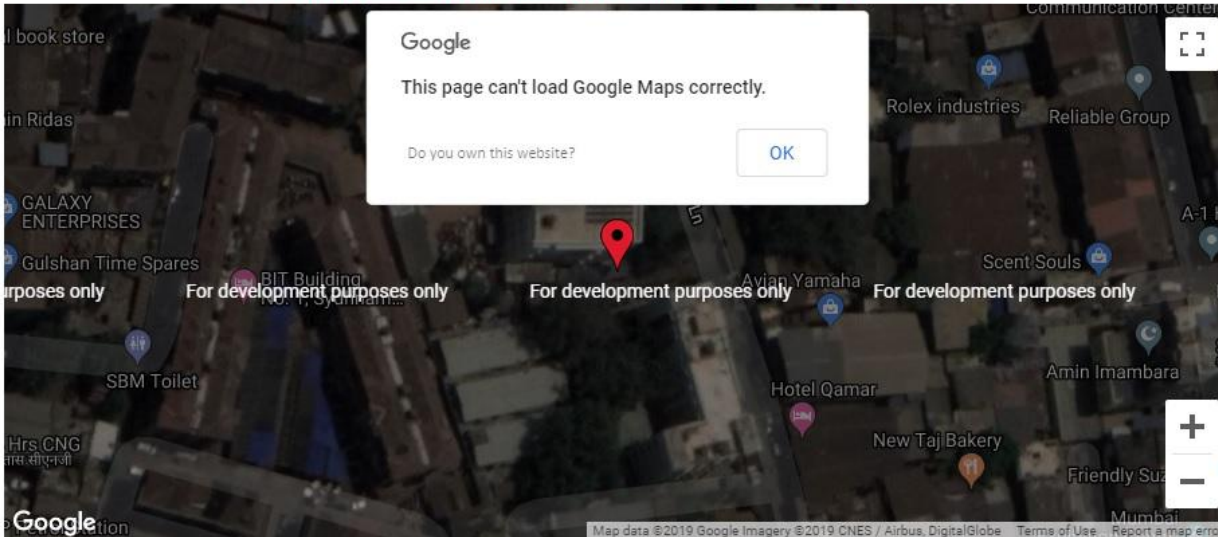 Communication Center
l book store
Google
This page can't load Google Maps correctly.
Rolex industries
Reliable Group
in Ridas
Do you own this website?
OK
GALAXY
ENTERPRISES
A-1
Ln
Gulshan Time Spares
Scent Souls
BIT Building
Avian Yamaha
urposes only
For development purposes only
For development purposes only
For development purposes only
SBM Toilet
Amin Imambara
Hotel Qamar
Hrs CNG
New Taj Bakery
Friendly Suz
Mumbai
Google
Map data ©2019 Google Imagery ©2019 CNES / Airbus, DigitalGlobe
Terms of Use
Report a map erro